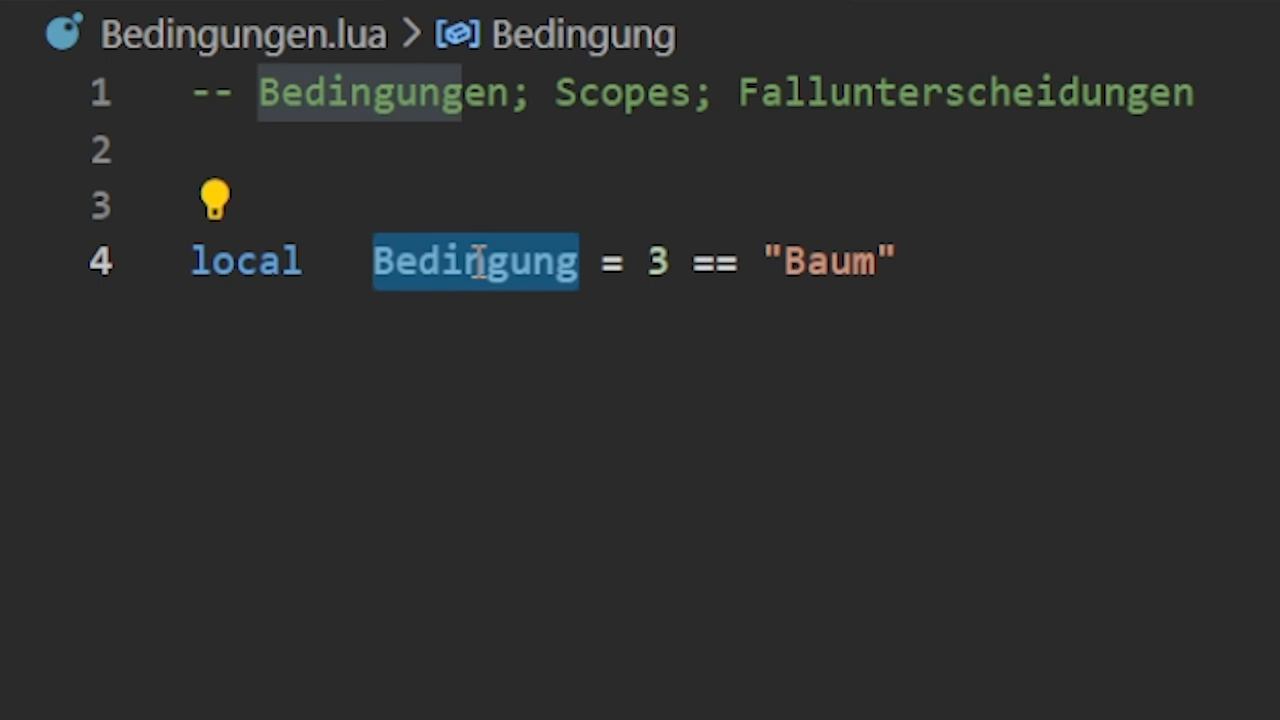 Bedingungen.lua > Bedingung
1 -- Bedingungen; Scopes; Fallunterscheidungen
2
3
4 local Bedingung = 3 == "Baum"